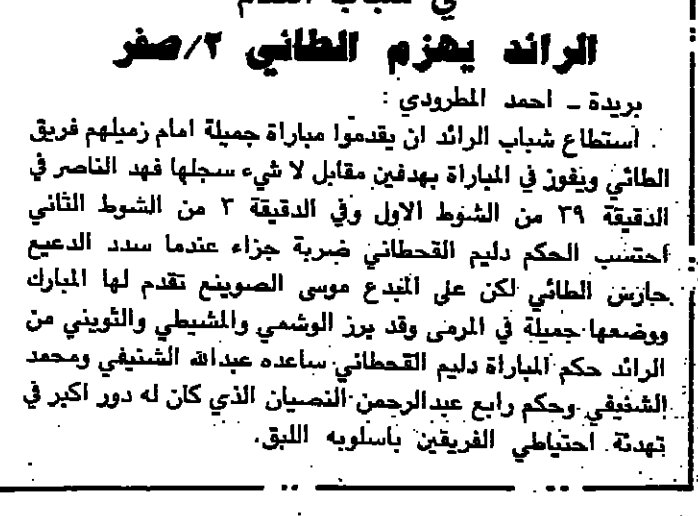 في شباب القدم
الرائد يهزم الطائي ٢/صفر
بريدة ـ احمد المطرودي :
استطاع شباب الرائد ان يقدموا مباراة جميلة امام زميلهم فريق
الطائي ويفوز في المباراة بهدفين مقابل لا شيء سجلها فهد الناصر في
الدقيقة ٣٩ من الشوط الاول وفي الدقيقة ٣ من الشوط الثاني
احتسب الحكم دليم القحطاني ضربة جزاء عندما سدد الدعيع
حارس الطائي لكن على المبدع موسى الصوينع تقدم لها المبارك
ووضعها جميلة في المرمى وقد برز الوشمي والمشيطي والثويني من
الرائد حكم المباراة دليم القحطاني ساعده عبدالله الشنيفي ومحمد
الشنيفي وحكم رابع عبدالرحمن النصيان الذي كان له دور اكبر في
تهدئة احتياطي الفريقين باسلوبه اللبق.